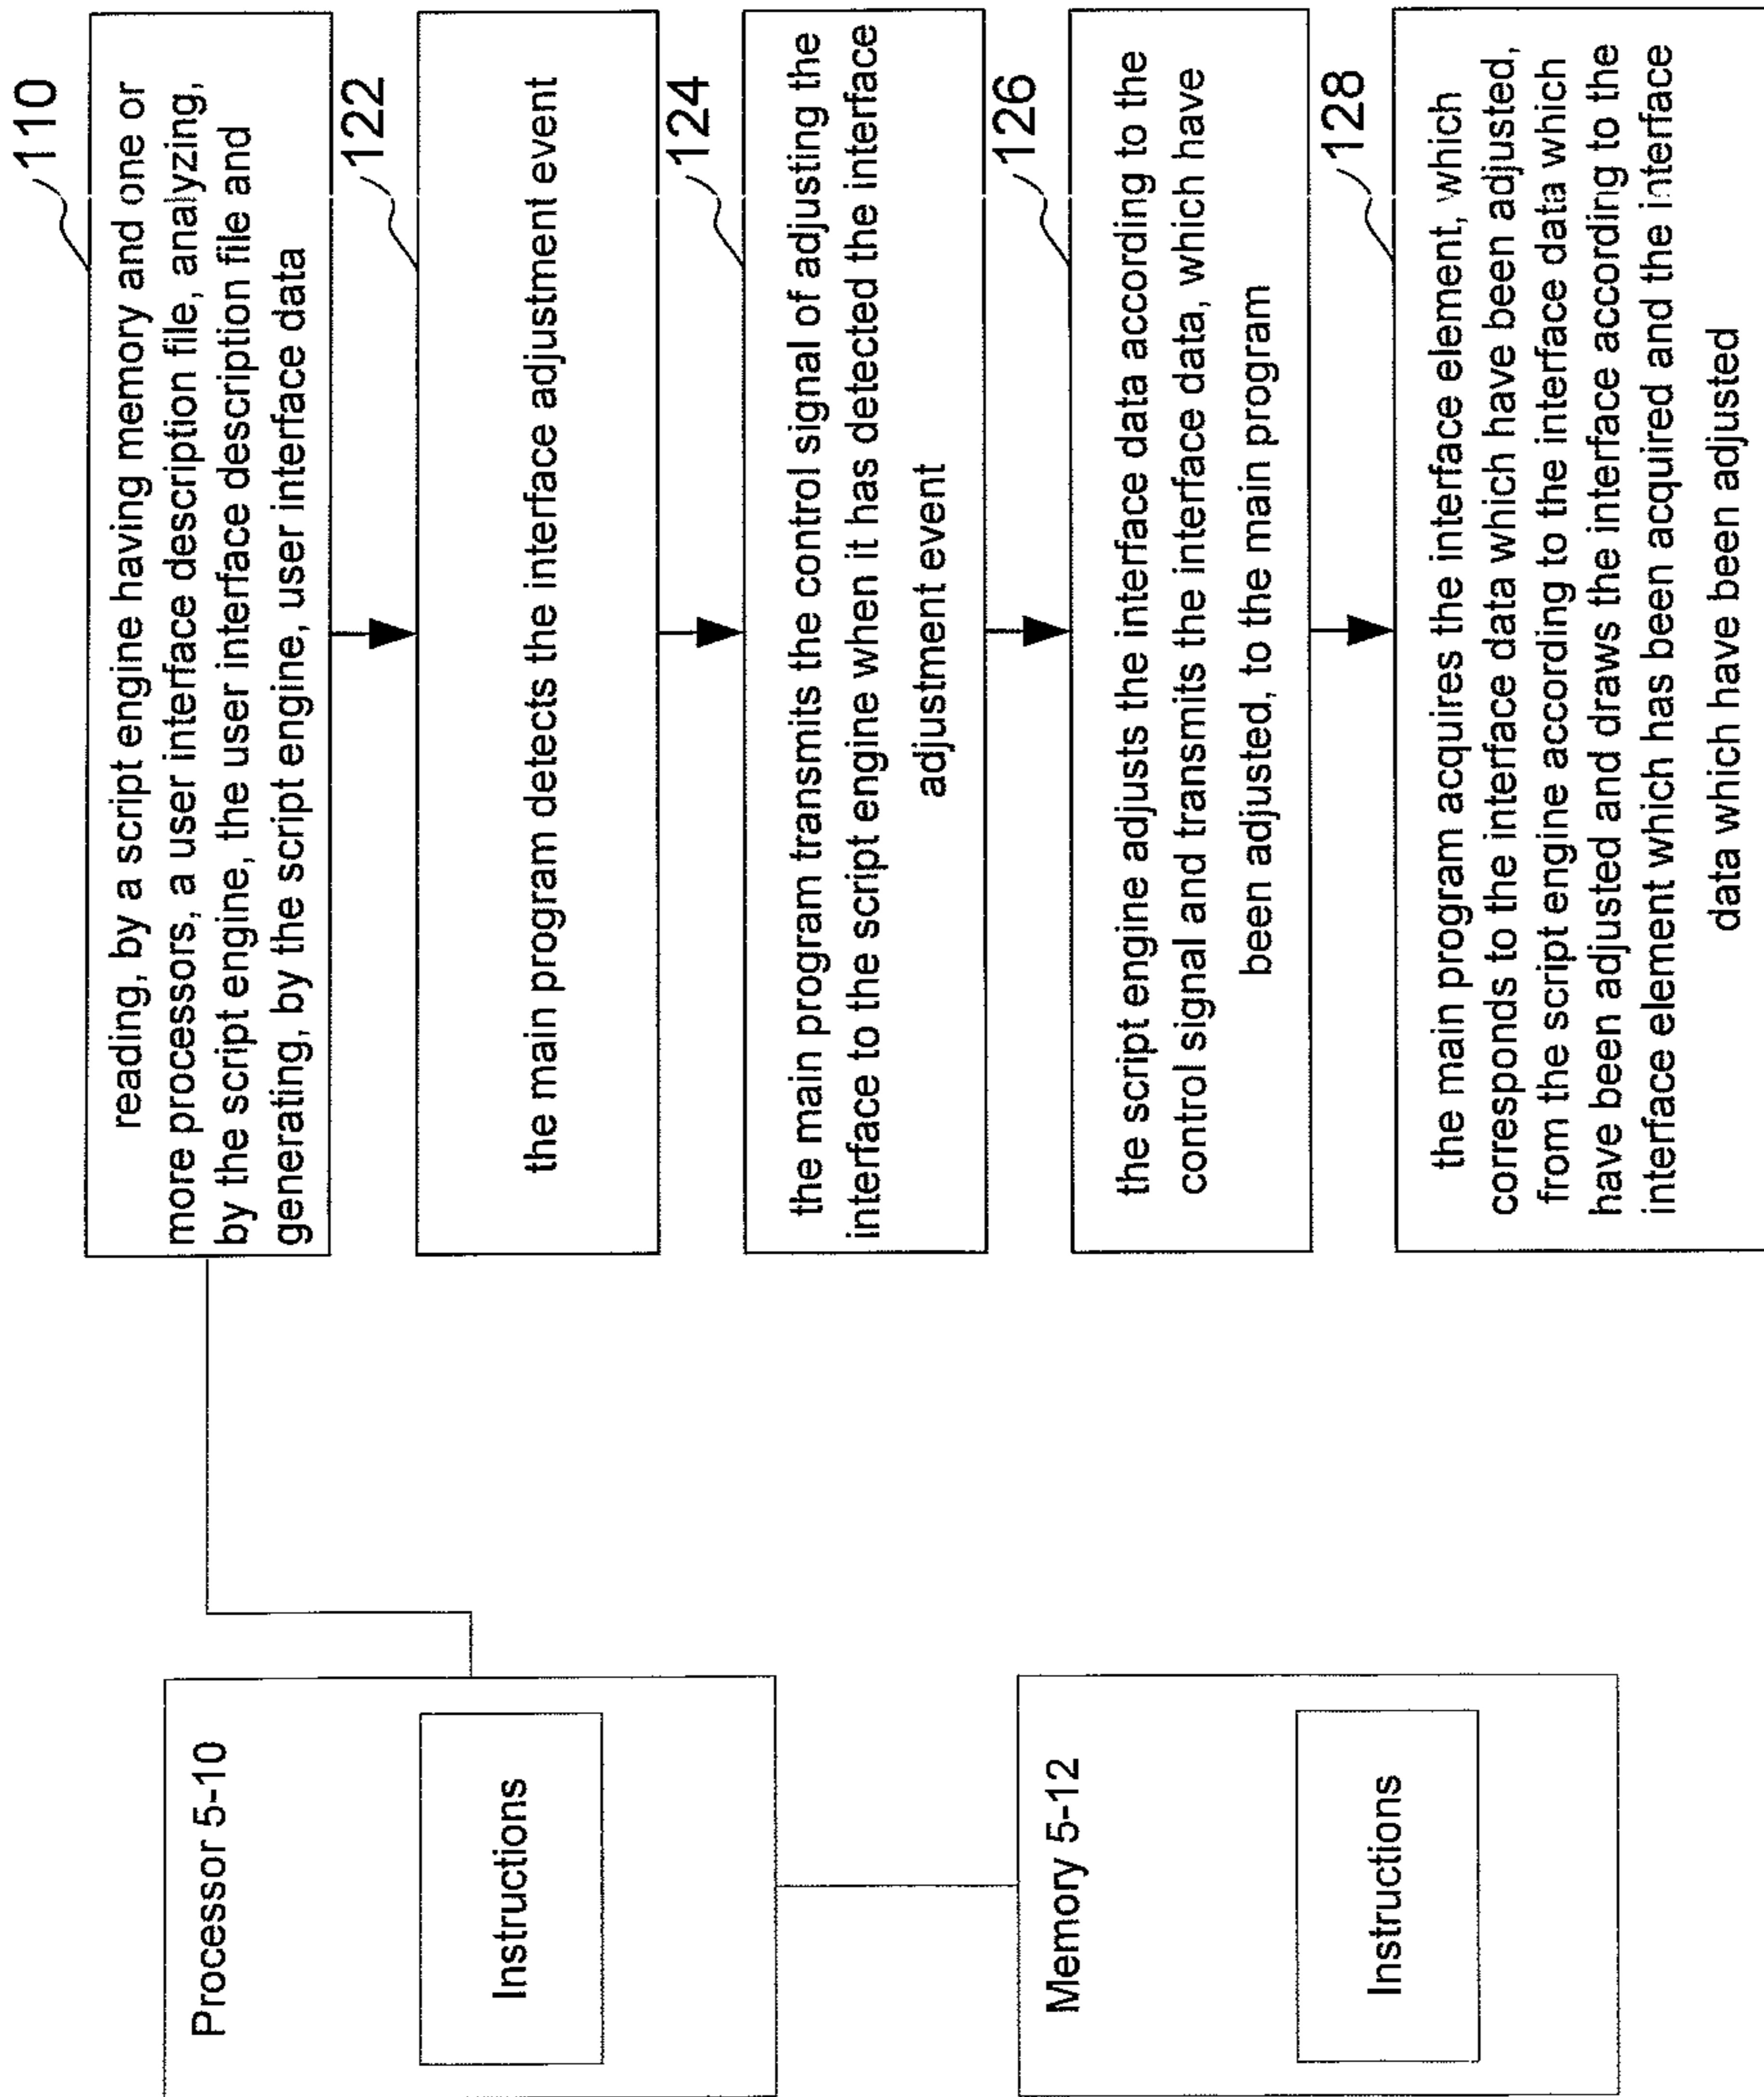 Processor 5-10
Instructions
Memory 5-12
Instructions
110
reading, by a script engine having memory and one or
more processors, a user interface description file, analyzing,
by the script engine, the user interface description file and
generating, by the script engine, user interface data
122
the main program detects the interface adjustment event
124
the main program transmits the control signal of adjusting the
interface to the script engine when it has detected the interface
adjustment event
126
the script engine adjusts the interface data according to the
control signal and transmits the interface data, which have
been adjusted, to the main program
128
the main program acquires the interface element, which
corresponds to the interface data which have been adjusted,
from the script engine according to the interface data which
have been adjusted and draws the interface according to the
interface element which has been acquired and the interface
data which have been adjusted